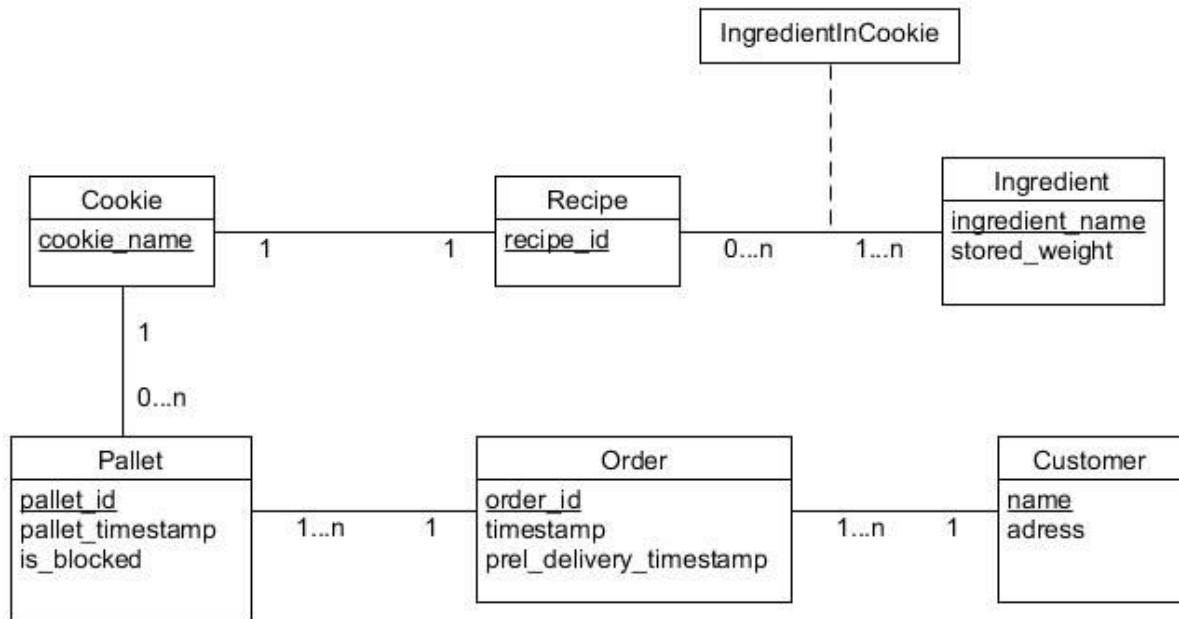 IngredientInCookie
Cookie
cookie_name
Recipe
recipe_id
Ingredient
ingredient_name
stored_weight
1
1
0...n
1...n
1
0...n
Pallet
pallet_id
pallet_timestamp
is_blocked
Order
order_id
timestamp
prel_delivery_timestamp
Customer
name
adress
1...n
1
1...n
1